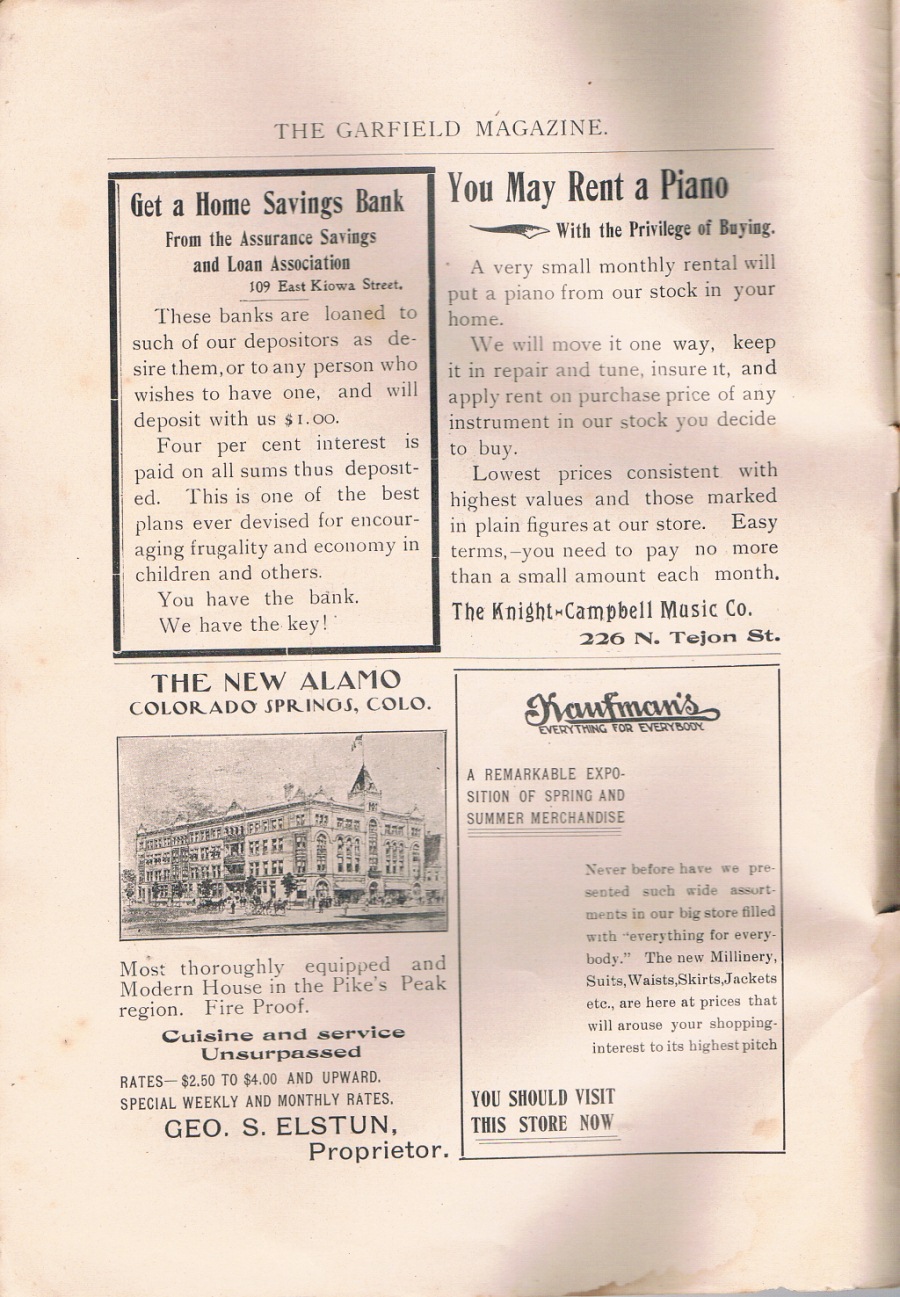 THE GARFIELD MAGAZINE.
Get a Home Savings Bank
From the Assurance Savings
and Loan Association
109 East Kiowa Street.
These banks are loaned to
such of our depositors as de-
sire them, or to any person who
wishes to have one, and will
deposit with us $1.00.
Four per cent interest is
paid on all sums thus deposit-
ed. This is one of the best
plans ever devised for encour-
aging frugality and economy in
children and others.
You have the bank.
We have the key!
You May Rent a Piano
With the Privilege of Buying.
A very small monthly rental will
put a piano from our stock in your
home.
We will move it one way, keep
it in repair and tune, insure it, and
apply rent on purchase price of any
instrument in our stock you decide
to buy.
Lowest prices consistent with
highest values and those marked
in plain figures at our store. Easy
terms,—you need to pay no more
than a small amount each month.
The Knight-Campbell Music Co.
226 N. Tejon St.
THE NEW ALAMO
COLORADO SPRINGS, COLO.
Most thoroughly equipped and
Modern House in the Pike's Peak
region. Fire Proof.
Cuisine and service
Unsurpassed
RATES—$2.50 TO $4.00 AND UPWARD.
SPECIAL WEEKLY AND MONTHLY RATES.
GEO. S. ELSTUN,
Proprietor.
Kaufman's
EVERYTHING FOR EVERYBODY
A REMARKABLE EXPO-
SITION OF SPRING AND
SUMMER MERCHANDISE
Never before have we pre-
sented such wide assort-
ments in our big store filled
with "everything for every-
body." The new Millinery,
Suits, Waists, Skirts, Jackets
etc., are here at prices that
will arouse your shopping-
interest to its highest pitch
YOU SHOULD VISIT
THIS STORE NOW